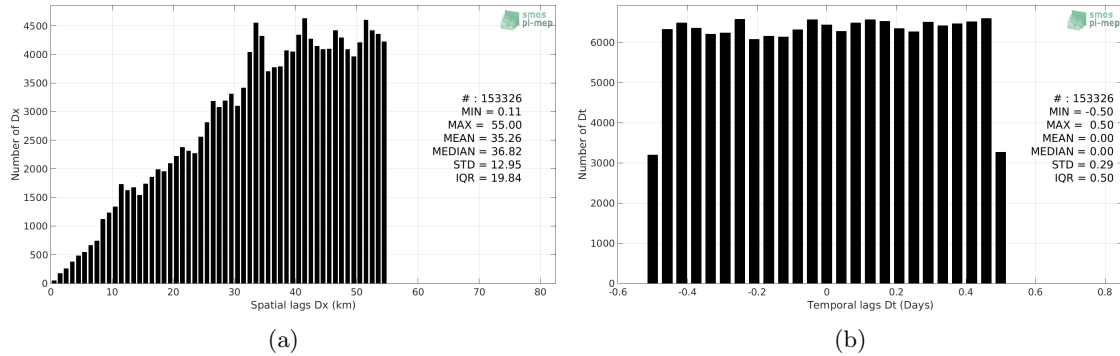 smos
pi-mep
Number of Dx
4500
4000
3500
3000
2500
2000
1500
1000
500
0
# : 153326
MIN = 0.11
MAX = 55.00
MEAN = 35.26
MEDIAN = 36.82
STD = 12.95
IQR = 19.84
0 10 20 30 40 50 60 70 80
Spatial lags Dx (km)
(a)
smos
pi-mep
Number of Dt
6000
5000
4000
3000
2000
1000
0
# : 153326
MIN = -0.50
MAX = 0.50
MEAN = 0.00
MEDIAN = 0.00
STD = 0.29
IQR = 0.50
-0.6 -0.4 -0.2 0 0.2 0.4 0.6 0.8
Temporal lags Dt (Days)
(b)